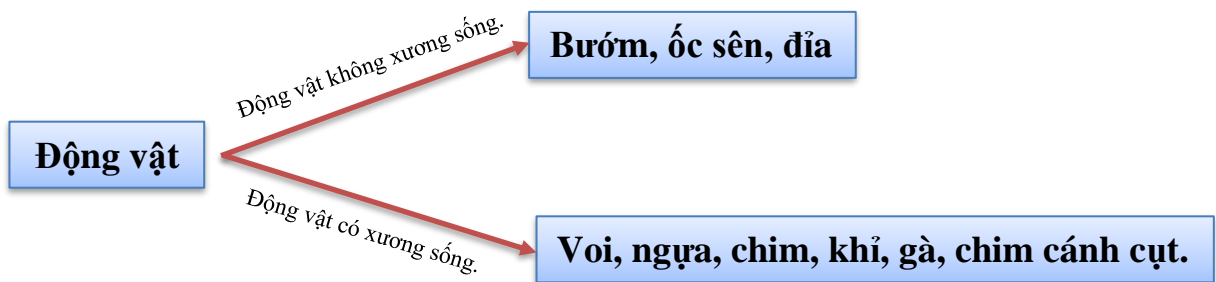 Động vật không xương sống.
Bướm, ốc sên, đỉa
Động vật
Động vật có xương sống.
Voi, ngựa, chim, khỉ, gà, chim cánh cụt.